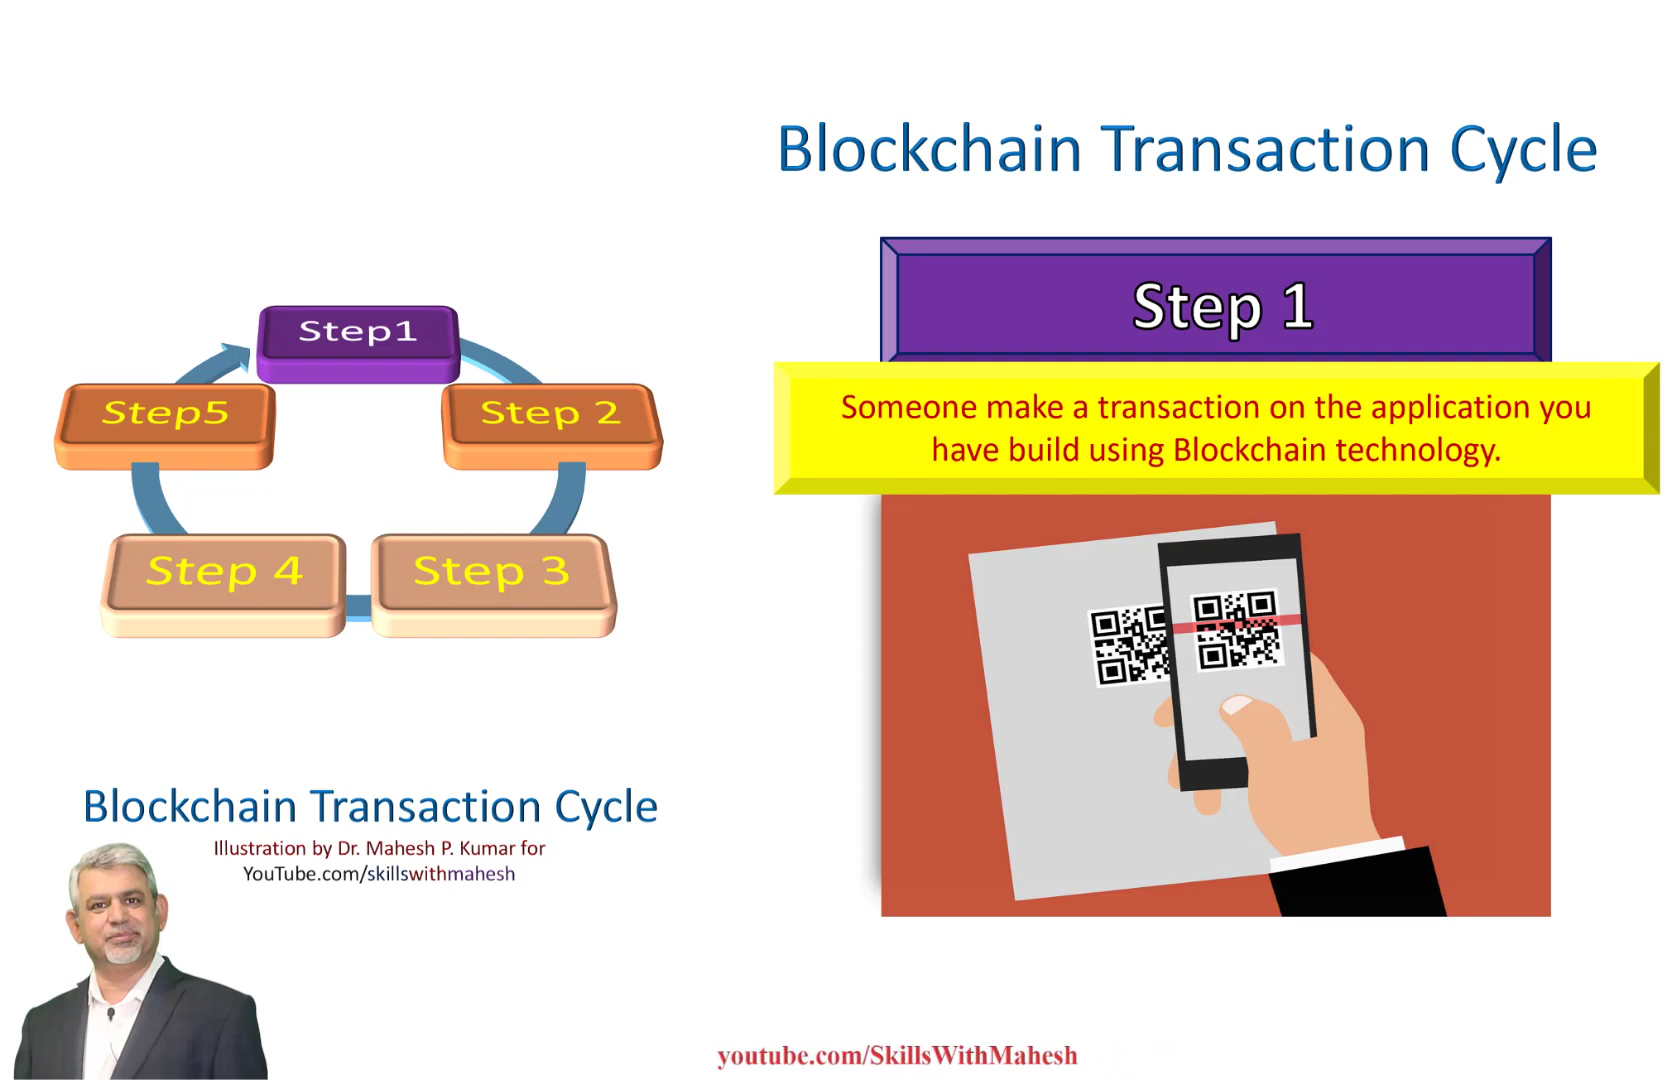 Blockchain Transaction Cycle
Step 1
Someone make a transaction on the application you
have build using Blockchain technology.
Step1
Step5
Step 2
Step 4
Step 3
Blockchain Transaction Cycle
Illustration by Dr. Mahesh P. Kumar for
YouTube.com/skillswithmahesh
youtube.com/SkillsWithMahesh